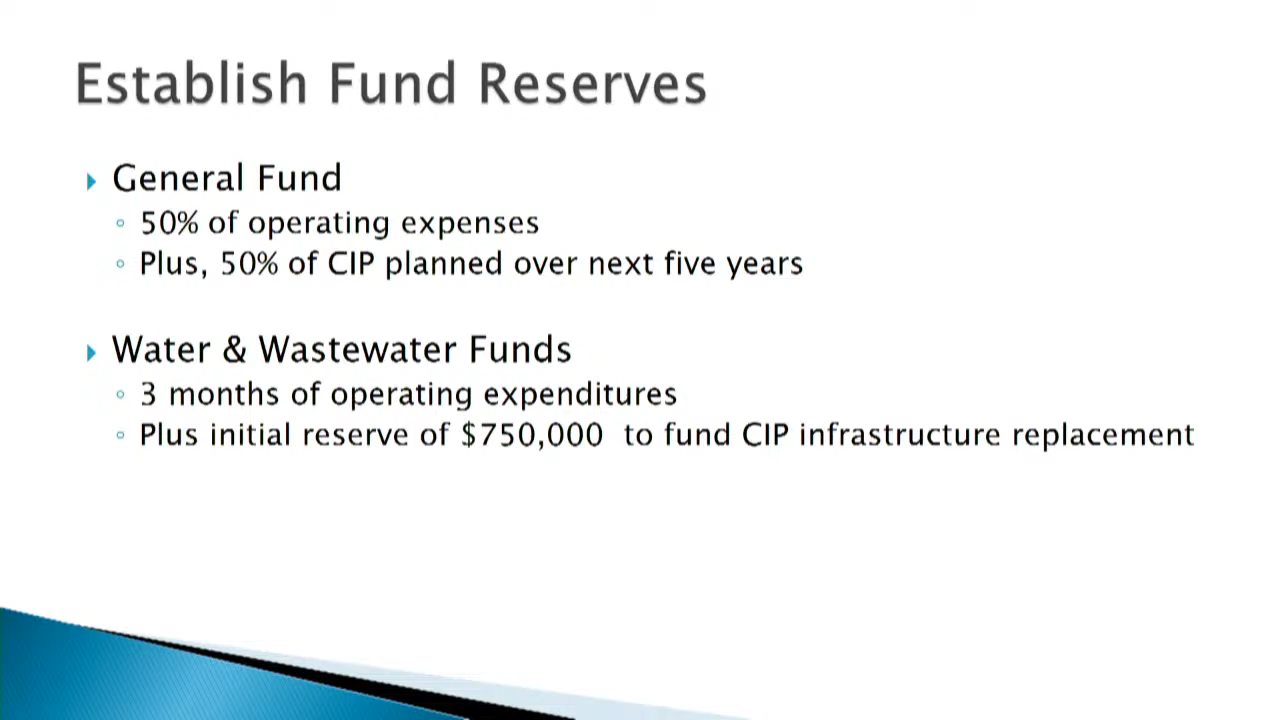 Establish Fund Reserves
General Fund
50% of operating expenses
Plus, 50% of CIP planned over next five years
Water & Wastewater Funds
3 months of operating expenditures
Plus initial reserve of $750,000 to fund CIP infrastructure replacement